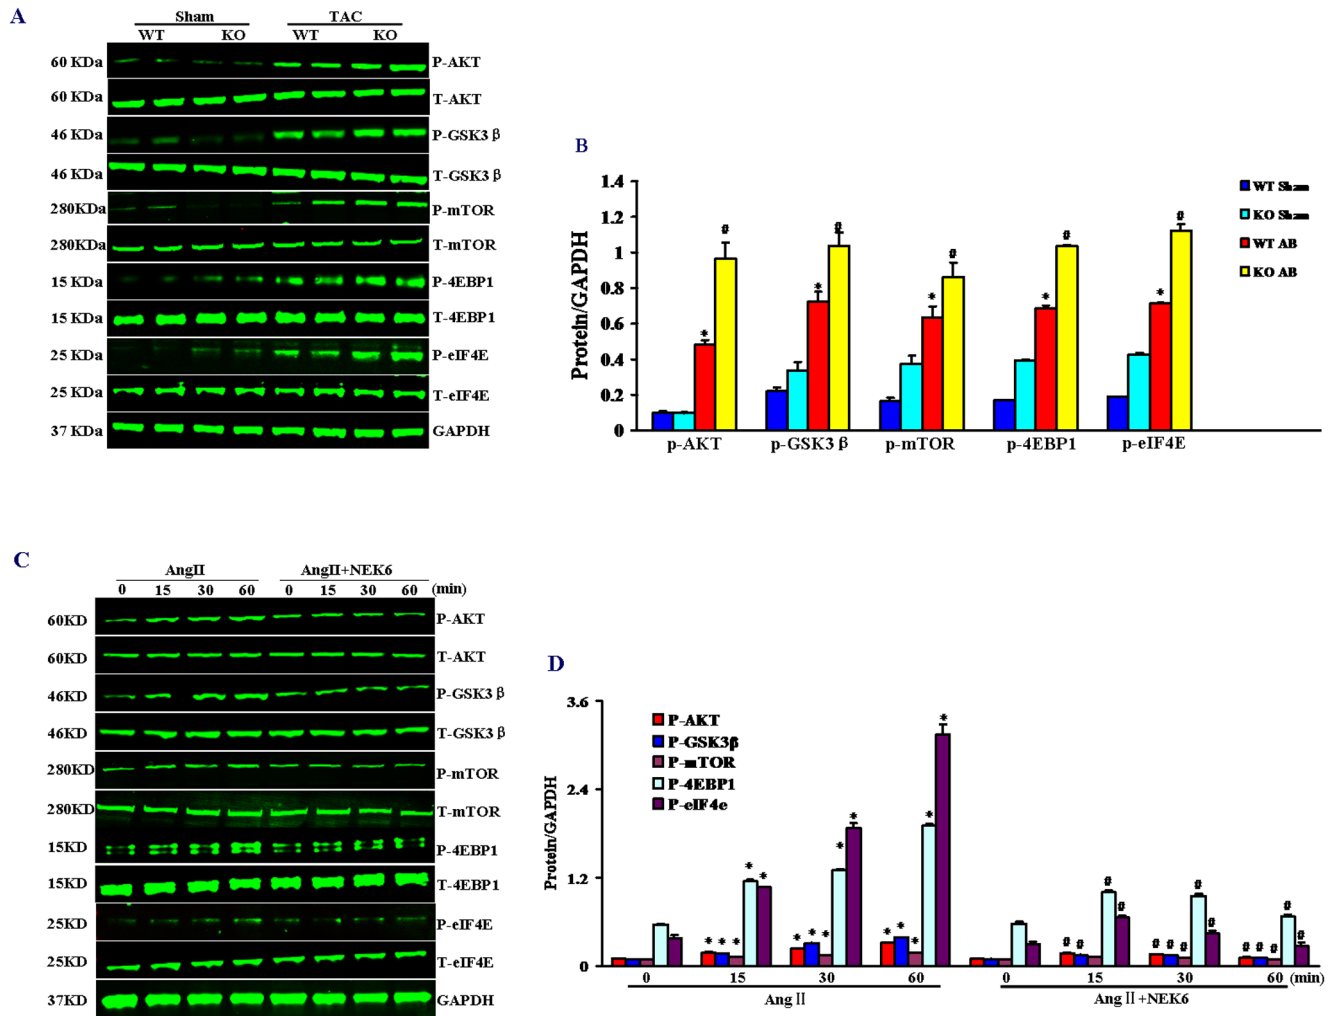 A
Sham TAC
WT KO WT KO
60 KDa P-AKT
60 KDa T-AKT
46 KDa P-GSK3 β
46 KDa T-GSK3 β
280KDa P-mTOR
280KDa T-mTOR
15 KDa P-4EBP1
15 KDa T-4EBP1
25 KDa P-eIF4E
25 KDa T-eIF4E
37 KDa GAPDH
B
Protein/GAPDH
1.4
1.2
1
0.8
0.6
0.4
0.2
0
* # * # * # * # * #
p-AKT p-GSK3 β p-mTOR p-4EBP1 p-eIF4E
WT Sham
KO Sham
WT AB
KO AB
C
AngII AngII+NEK6
0 15 30 60 0 15 30 60 (min)
60KD P-AKT
60KD T-AKT
46KD P-GSK3 β
46KD T-GSK3 β
280KD P-mTOR
280KD T-mTOR
15KD P-4EBP1
15KD T-4EBP1
25KD P-eIF4E
25KD T-eIF4E
37KD GAPDH
D
Protein/GAPDH
3.6
2.4
1.2
0
P-AKT
P-GSK3β
P-mTOR
P-4EBP1
P-eIF4e
* * * * * * * * * * * * * * * # # # # # # # # # # # # # #
0 15 30 60 0 15 30 60 (min)
Ang II Ang II +NEK6